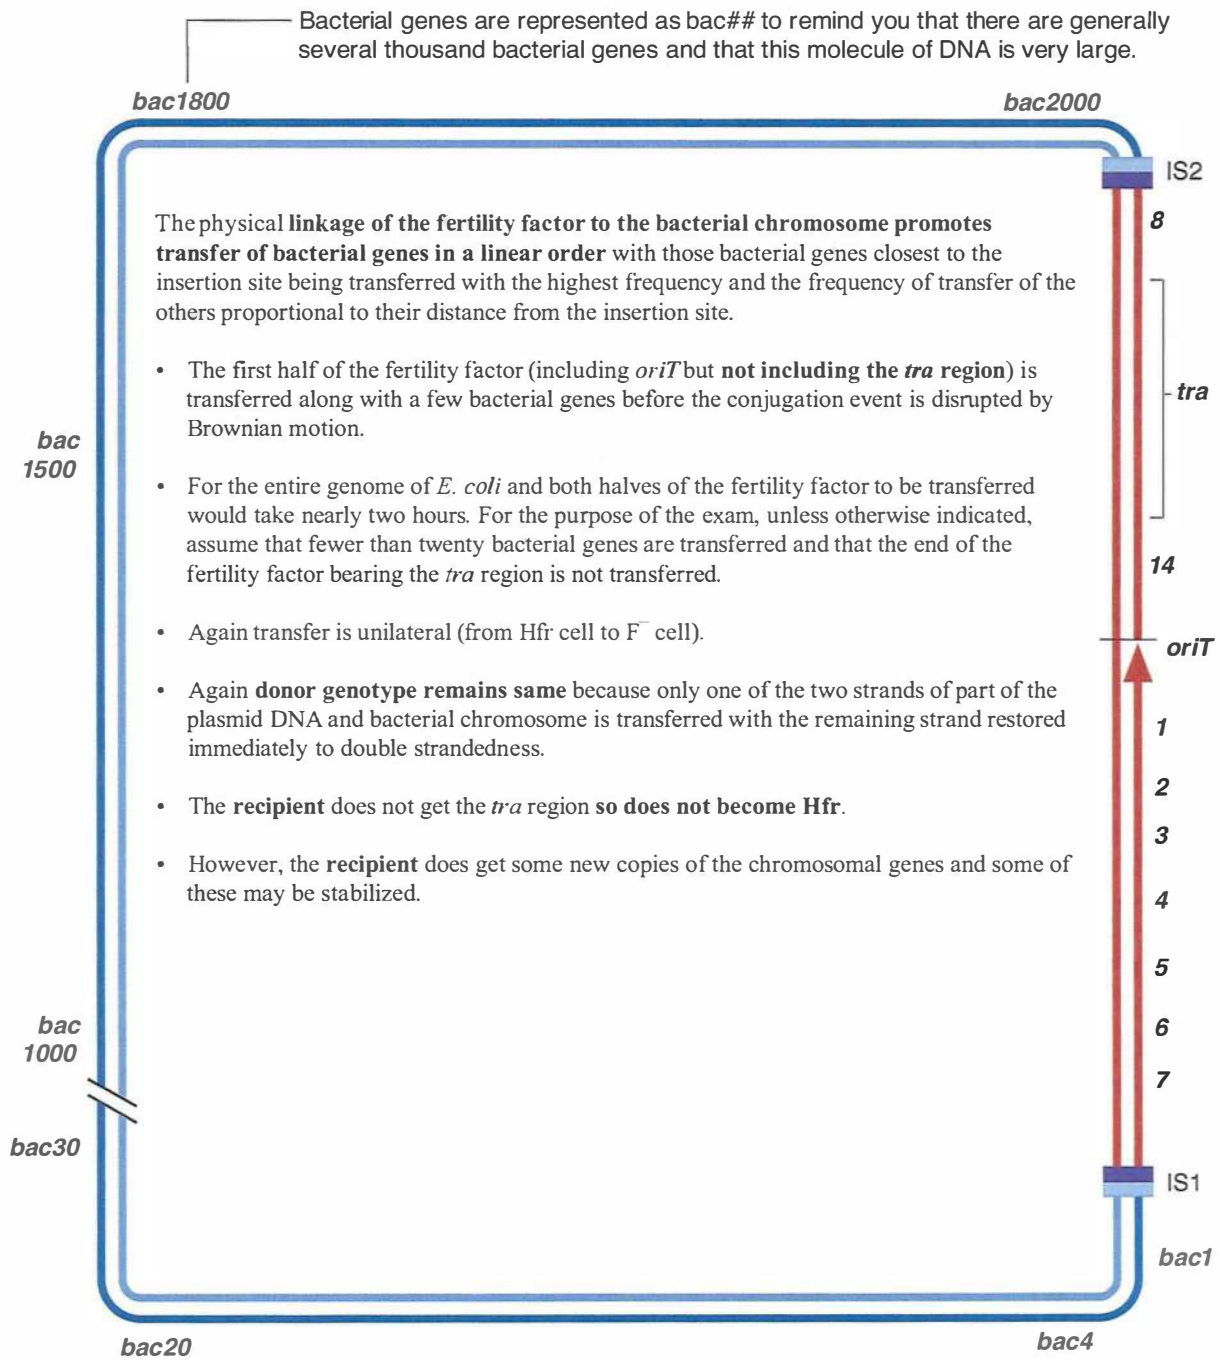 Bacterial genes are represented as bac## to remind you that there are generally
several thousand bacterial genes and that this molecule of DNA is very large.
bac1800
bac2000
IS2
8
The physical linkage of the fertility factor to the bacterial chromosome promotes
transfer of bacterial genes in a linear order with those bacterial genes closest to the
insertion site being transferred with the highest frequency and the frequency of transfer of the
others proportional to their distance from the insertion site.
• The first half of the fertility factor (including oriT but not including the tra region) is
transferred along with a few bacterial genes before the conjugation event is disrupted by
Brownian motion.
tra
bac
1500
• For the entire genome of E. coli and both halves of the fertility factor to be transferred
would take nearly two hours. For the purpose of the exam, unless otherwise indicated,
assume that fewer than twenty bacterial genes are transferred and that the end of the
fertility factor bearing the tra region is not transferred.
14
• Again transfer is unilateral (from Hfr cell to F⁻ cell).
oriT
• Again donor genotype remains same because only one of the two strands of part of the
plasmid DNA and bacterial chromosome is transferred with the remaining strand restored
immediately to double strandedness.
1
2
• The recipient does not get the tra region so does not become Hfr.
3
• However, the recipient does get some new copies of the chromosomal genes and some of
these may be stabilized.
4
5
6
7
bac
1000
bac30
IS1
bac1
bac4
bac20